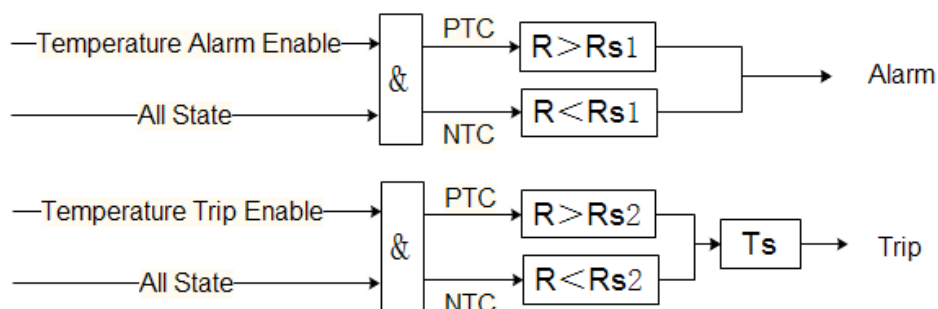 Temperature Alarm Enable
All State
&
PTC
NTC
R>Rs1
R<Rs1
Alarm
Temperature Trip Enable
All State
&
PTC
NTC
R>Rs2
R<Rs2
Ts
Trip